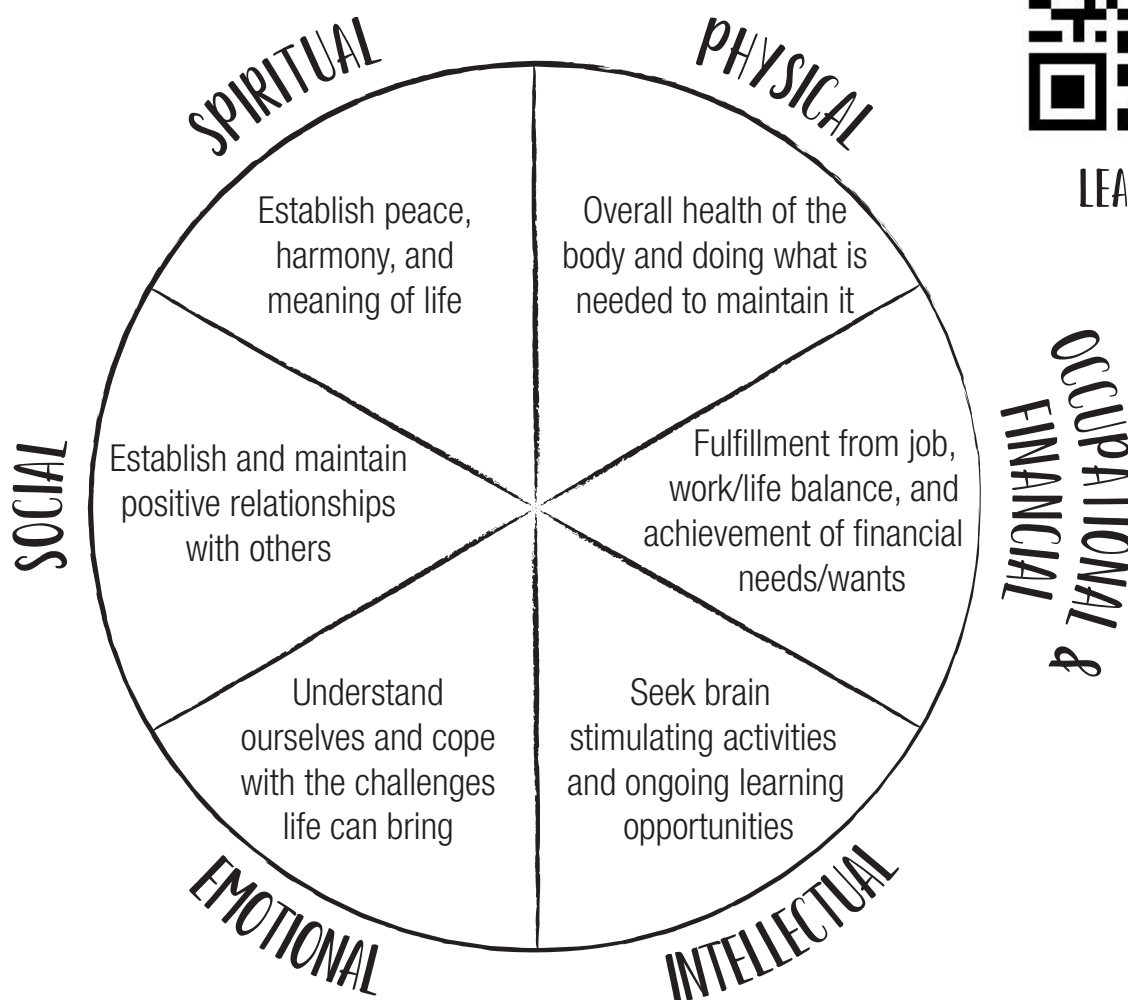 SPIRITUAL
PHYSICAL
LEA
Establish peace,
harmony, and
meaning of life
Overall health of the
body and doing what is
needed to maintain it
SOCIAL
Establish and maintain
positive relationships
with others
Fulfillment from job,
work/life balance, and
achievement of financial
needs/wants
OCCUPATIONAL &
FINANCIAL
Understand
ourselves and cope
with the challenges
life can bring
Seek brain
stimulating activities
and ongoing learning
opportunities
EMOTIONAL
INTELLECTUAL